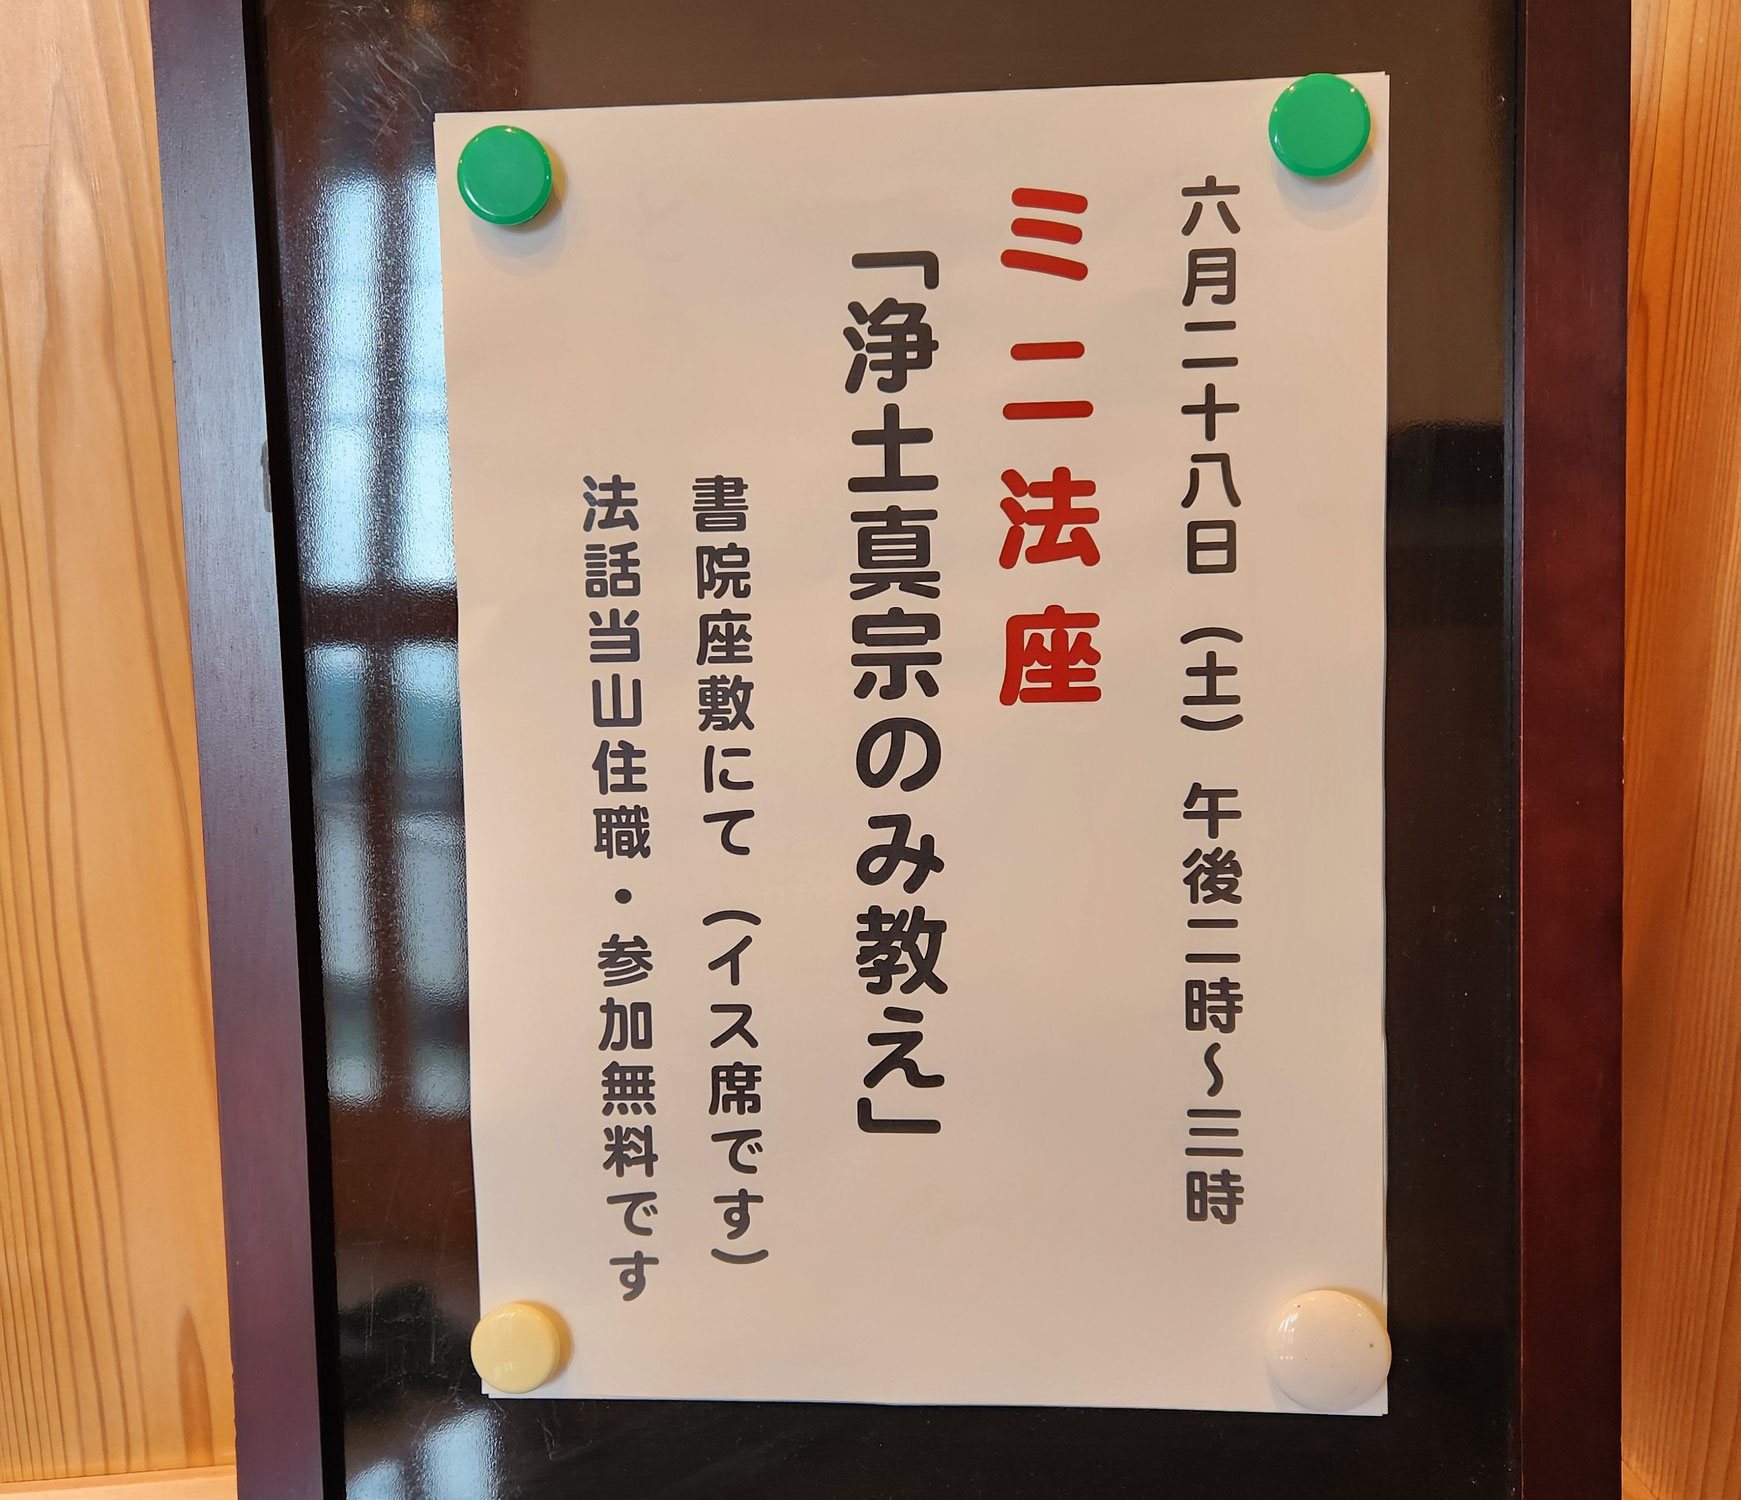 六月二十八日（土） 午後二時～三時
ミニ法座
「浄土真宗のみ教え」
書院座敷にて（イス席です）
法話当山住職・参加無料です